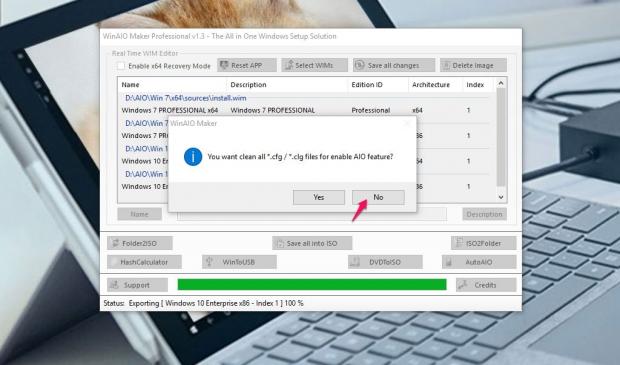 WinAIO Maker Professional v1.3 - The All in One Windows Setup Solution
Real Time WIM Editor
Enable x64 Recovery Mode Reset APP Select WIMs Save all changes Delete Image
Name Description Edition ID Architecture Index
D:\AIO\Win 7\x64\sources\install.wim
Windows 7 PROFESSIONAL x64 Windows 7 PROFESSIONAL Professional x64 1
D:\AIO\Win 7
WinAIO Maker
Windows 7 PR 86 1
D:\AIO\Win 1
You want clean all *.cfg / *.clg files for enable AIO feature?
Windows 10 Er 64 1
D:\AIO\Win 1
Windows 10 Er 86 1
Yes No
Name Description
Folder2ISO Save all into ISO ISO2Folder
HashCalculator WinToUSB DVDToISO AutoAIO
Support Credits
Status: Exporting [ Windows 10 Enterprise x86 - Index 1 ] 100 %